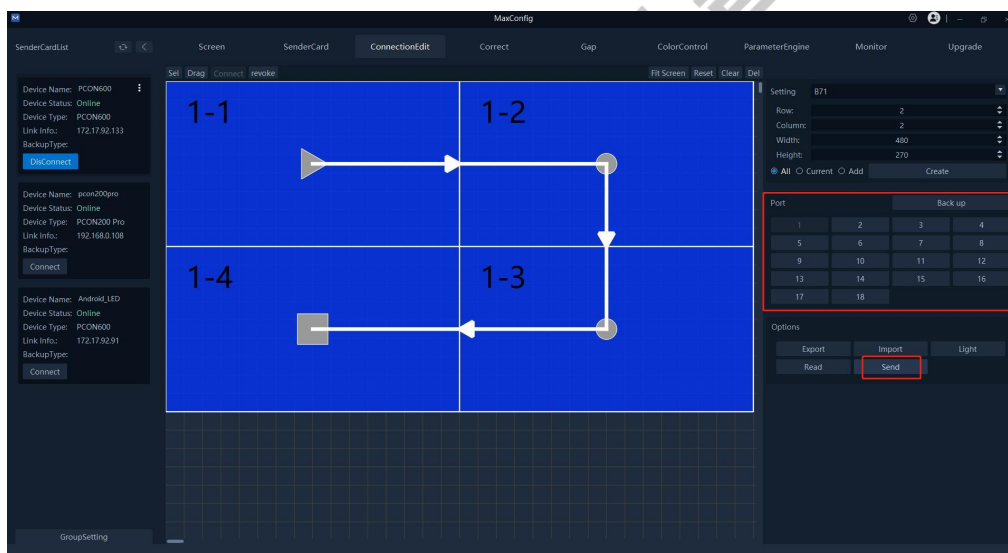 MaxConfig
SenderCardList
Screen SenderCard ConnectionEdit Correct Gap ColorControl ParameterEngine Monitor Upgrade
Sel Drag Connect revoke Fit Screen Reset Clear Del
Device Name: PCON600
Device Status: Online
Device Type: PCON600
Link Info.: 172.17.92.133
BackupType:
DisConnect
Device Name: pcon200pro
Device Status: Online
Device Type: PCON200 Pro
Link Info.: 192.168.0.108
BackupType:
Connect
Device Name: Android_LED
Device Status: Online
Device Type: PCON600
Link Info.: 172.17.92.91
BackupType:
Connect
GroupSetting
1-1 1-2
1-4 1-3
Setting B71
Row: 2
Column: 2
Width: 480
Height: 270
All Current Add Create
Port Back up
1 2 3 4
5 6 7 8
9 10 11 12
13 14 15 16
17 18
Options
Export Import Light
Read Send